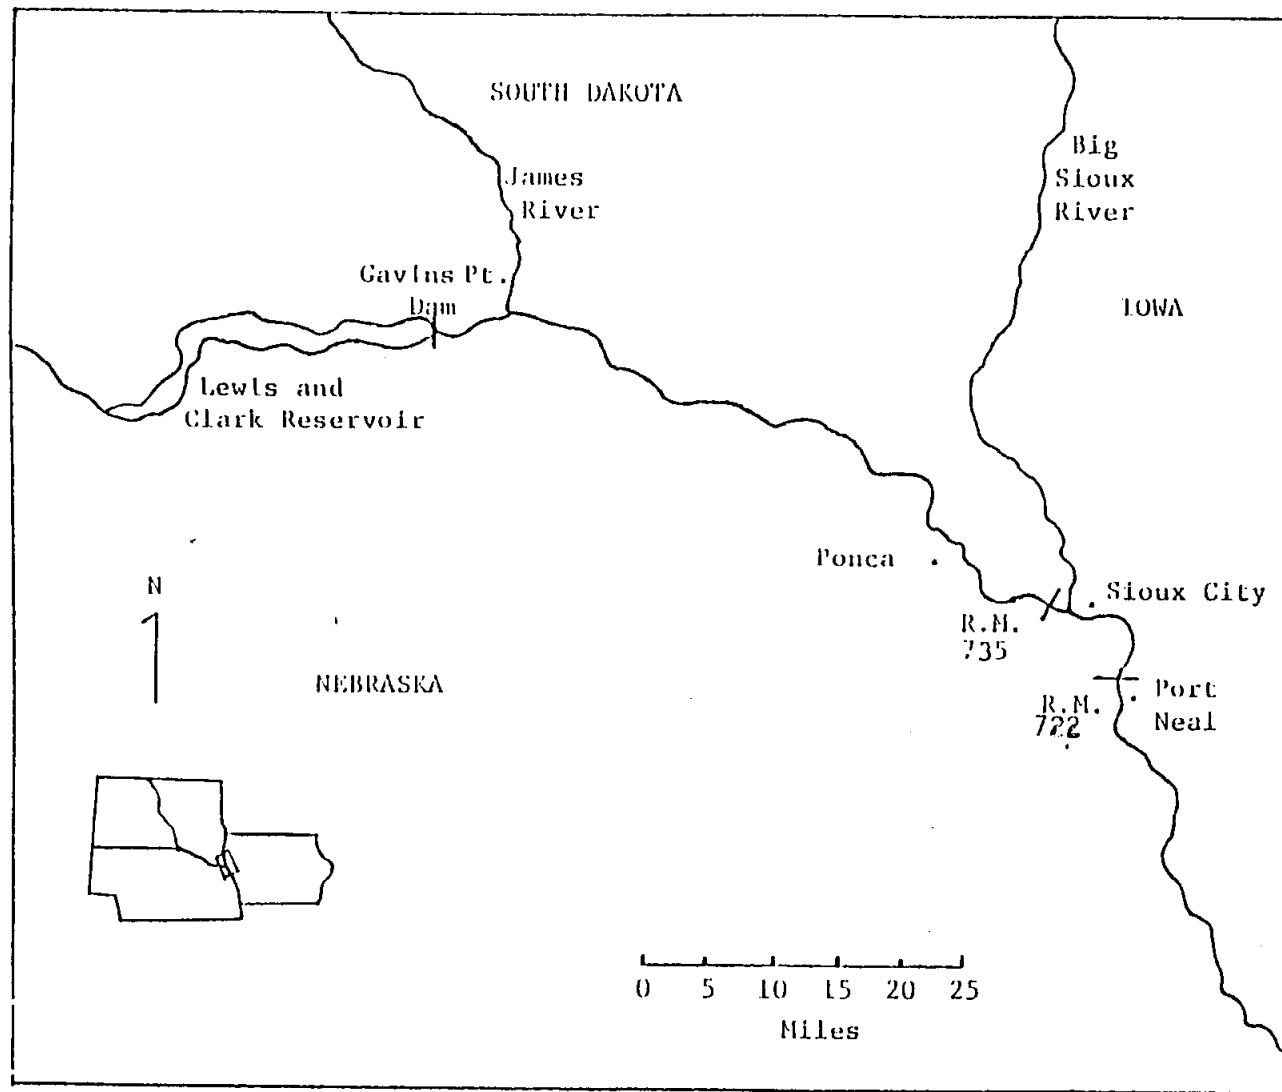 SOUTH DAKOTA
James
River
Big
Sioux
River
Gavins Pt.
Dam
IOWA
Lewis and
Clark Reservoir
Ponca
Sioux City
R.M.
735
N
NEBRASKA
R.M.
722
Port
Neal
0 5 10 15 20 25
Miles